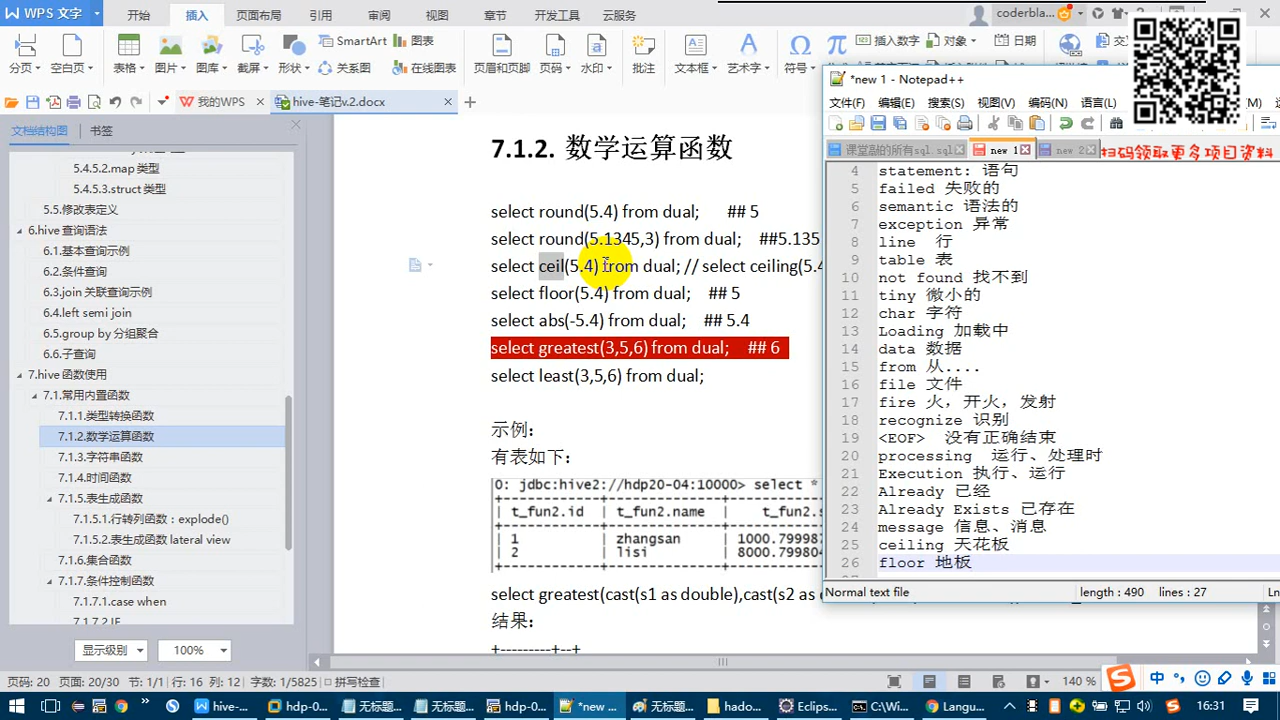 WPS 文字 开始 插入 页面布局 引用 审阅 视图 章节 开发工具 云服务 coderbla...
SmartArt 图表 插入数字 对象 日期
分页 空白页 表格 图片 图库 截屏 形状 关系图 在线图表 页眉和页脚 页码 水印 批注 文本框 艺术字 符号
我的WPS hive-笔记v.2.docx
*new 1 - Notepad++
文件(F) 编辑(E) 搜索(S) 视图(V) 编码(N) 语言(L)
new 1 new 2
扫码领取更多项目资料
文档结构图 书签
5.4.5.2.map 类型
5.4.5.3.struct 类型
5.5.修改表定义
6.hive 查询语法
6.1.基本查询示例
6.2.条件查询
6.3.join 关联查询示例
6.4.left semi join
6.5.group by 分组聚合
6.6.子查询
7.hive 函数使用
7.1.常用内置函数
7.1.1.类型转换函数
7.1.2.数学运算函数
7.1.3.字符串函数
7.1.4.时间函数
7.1.5.表生成函数
7.1.5.1.行转列函数：explode()
7.1.5.2.表生成函数 lateral view
7.1.6.集合函数
7.1.7.条件控制函数
7.1.7.1.case when
7.1.7.2.IF
显示级别 100%
7.1.2. 数学运算函数
select round(5.4) from dual; ## 5
select round(5.1345,3) from dual; ##5.135
select ceil(5.4) from dual; // select ceiling(5.4
select floor(5.4) from dual; ## 5
select abs(-5.4) from dual; ## 5.4
select greatest(3,5,6) from dual; ## 6
select least(3,5,6) from dual;
示例：
有表如下：
0: jdbc:hive2://hdp20-04:10000> select *
| t_fun2.id | t_fun2.name | t_fun2.s
| 1 | zhangsan | 1000.79998
| 2 | lisi | 8000.79980
select greatest(cast(s1 as double),cast(s2 as
结果：
+---------+--+
4 statement: 语句
5 failed 失败的
6 semantic 语法的
7 exception 异常
8 line 行
9 table 表
10 not found 找不到
11 tiny 微小的
12 char 字符
13 Loading 加载中
14 data 数据
15 from 从....
16 file 文件
17 fire 火，开火，发射
18 recognize 识别
19 <EOF> 没有正确结束
20 processing 运行、处理时
21 Execution 执行、运行
22 Already 已经
23 Already Exists 已存在
24 message 信息、消息
25 ceiling 天花板
26 floor 地板
Normal text file length : 490 lines : 27 Ln
页码: 20 页面: 20/30 节: 1/1 行: 16 列: 12 字数: 1/5825 拼写检查 140 %
hive-... hdp-0... 无标题... 无标题... hdp-0... *new ... 无标题... hado... Eclips... C:\Wi... Langu... 16:31